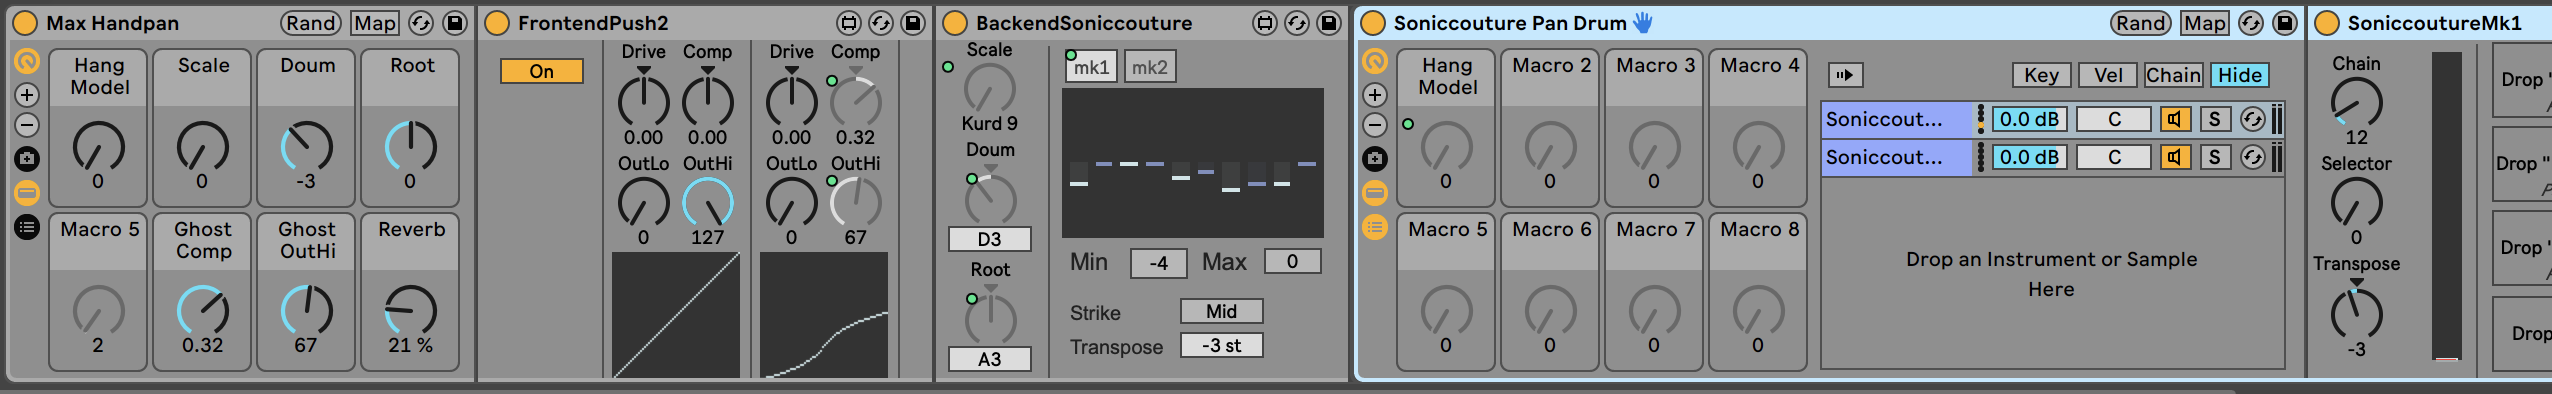 Max Handpan
Rand
Map
Hang Model
0
Scale
0
Doum
-3
Root
0
Macro 5
2
Ghost Comp
0.32
Ghost OutHi
67
Reverb
21 %
FrontendPush2
On
Drive
0.00
Comp
0.00
OutLo
0
OutHi
127
Drive
0.00
Comp
0.32
OutLo
0
OutHi
67
BackendSoniccouture
Scale
Kurd 9
Doum
D3
Root
A3
mk1
mk2
Min
-4
Max
0
Strike
Mid
Transpose
-3 st
Soniccouture Pan Drum
Rand
Map
Hang Model
0
Macro 2
0
Macro 3
0
Macro 4
0
Macro 5
0
Macro 6
0
Macro 7
0
Macro 8
0
Key
Vel
Chain
Hide
Soniccout... 0.0 dB C S
Soniccout... 0.0 dB C S
Drop an Instrument or Sample
Here
SoniccoutureMk1
Chain
12
Selector
0
Transpose
-3
Drop "
Drop "
Drop "
Drop